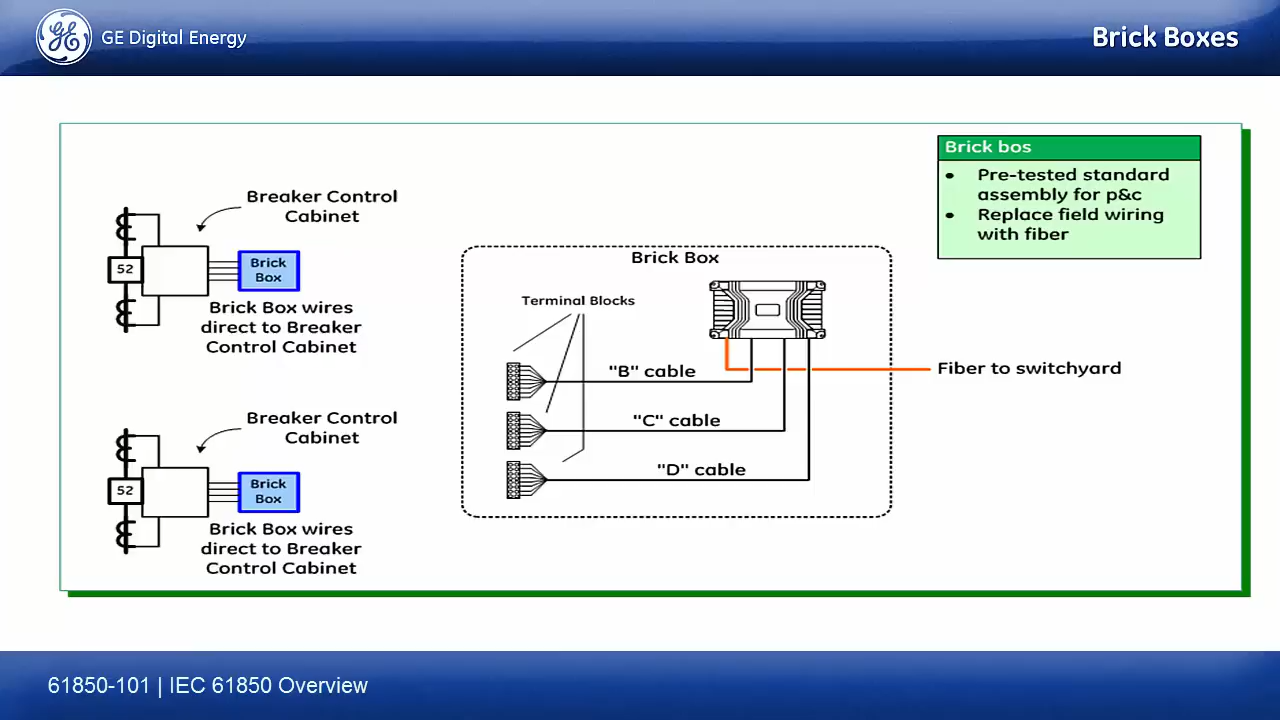 GE Digital Energy
Brick Boxes
Brick bos
• Pre-tested standard
assembly for p&c
• Replace field wiring
with fiber
Breaker Control
Cabinet
52
Brick
Box
Brick Box wires
direct to Breaker
Control Cabinet
Breaker Control
Cabinet
52
Brick
Box
Brick Box wires
direct to Breaker
Control Cabinet
Brick Box
Terminal Blocks
"B" cable
"C" cable
"D" cable
Fiber to switchyard
61850-101 | IEC 61850 Overview